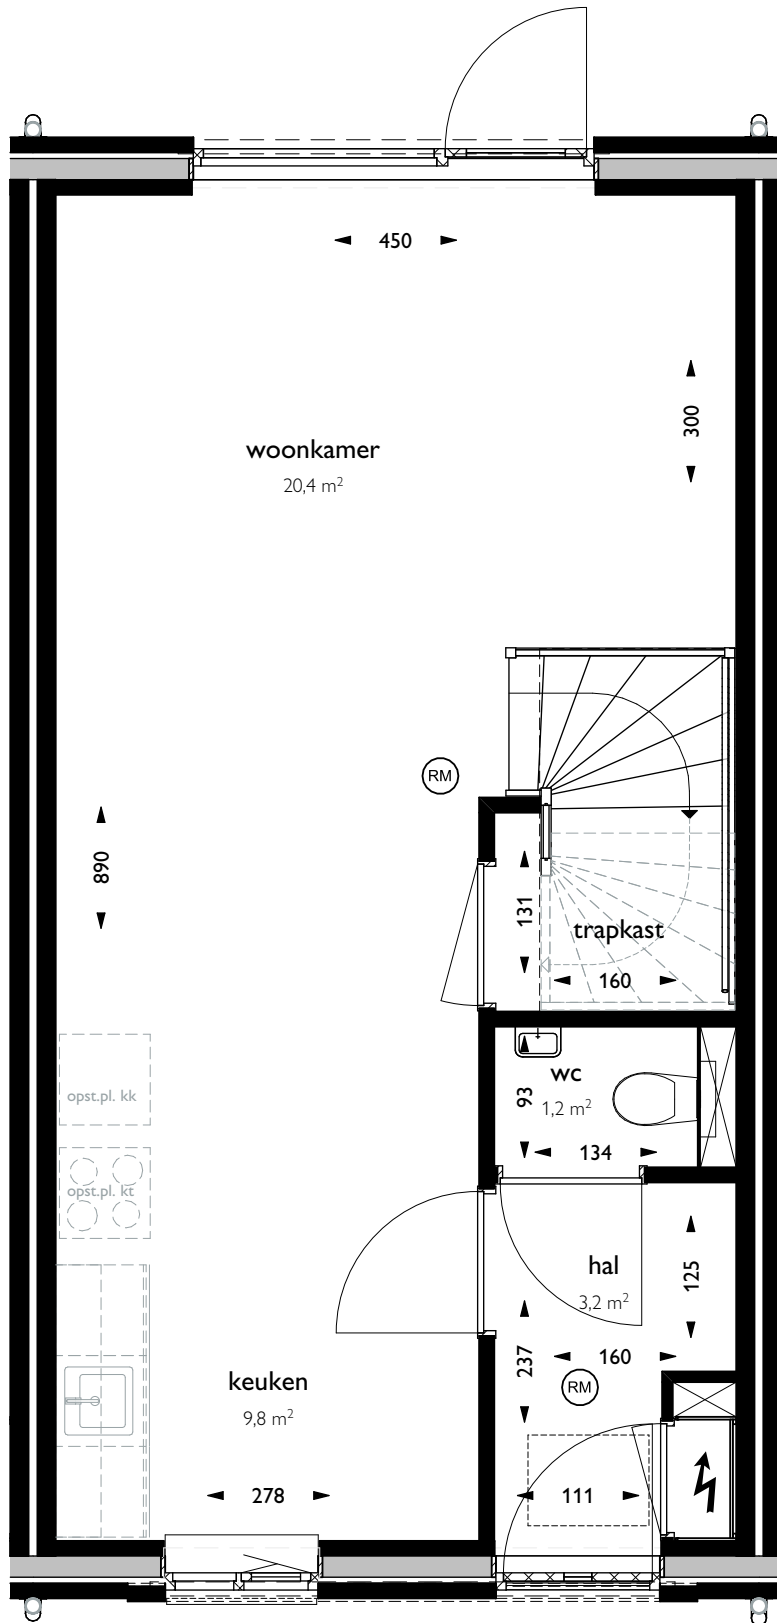 450
300
woonkamer
20,4 m²
RM
890
131
trapkast
160
93
wc
1,2 m²
134
opst.pl. kk
opst.pl. kt
hal
3,2 m²
125
237
160
RM
keuken
9,8 m²
278
111